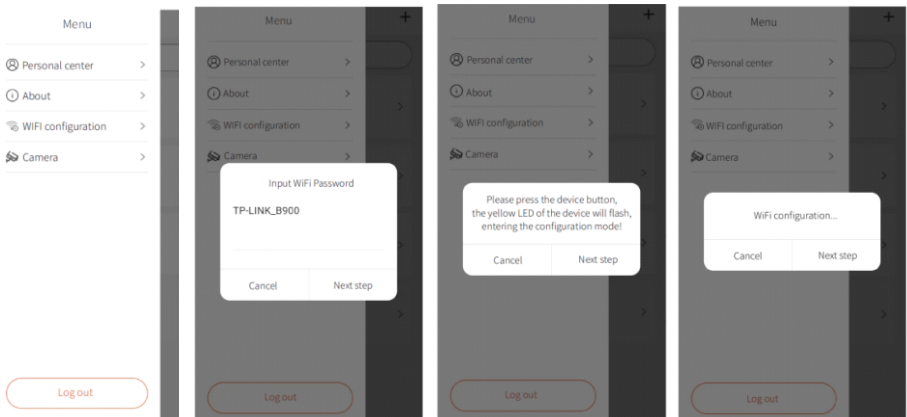 Menu
Personal center
About
WIFI configuration
Camera
Log out
Menu
Personal center
About
WIFI configuration
Camera
Input WiFi Password
TP-LINK_B900
Cancel
Next step
Log out
Menu
Personal center
About
WIFI configuration
Camera
Please press the device button,
the yellow LED of the device will flash,
entering the configuration mode!
Cancel
Next step
Log out
Menu
Personal center
About
WIFI configuration
Camera
WiFi configuration...
Cancel
Next step
Log out